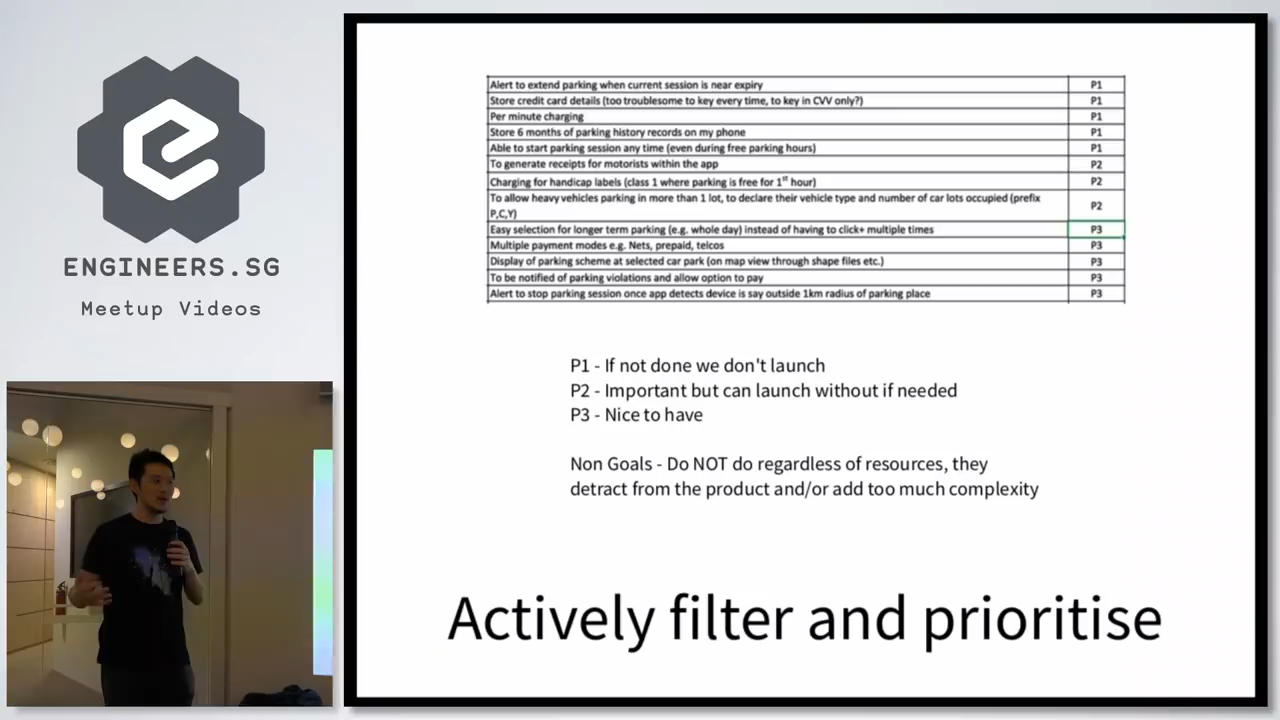 ENGINEERS.SG
Meetup Videos
Alert to extend parking when current session is near expiry P1
Store credit card details (too troublesome to key every time, to key in CVV only?) P1
Per minute charging P1
Store 6 months of parking history records on my phone P1
Able to start parking session any time (even during free parking hours) P1
To generate receipts for motorists within the app P2
Charging for handicap labels (class 1 where parking is free for 1st hour) P2
To allow heavy vehicles parking in more than 1 lot, to declare their vehicle type and number of car lots occupied (prefix
P,C,Y) P2
Easy selection for longer term parking (e.g. whole day) instead of having to click+ multiple times P3
Multiple payment modes e.g. Nets, prepaid, telcos P3
Display of parking scheme at selected car park (on map view through shape files etc.) P3
To be notified of parking violations and allow option to pay P3
Alert to stop parking session once app detects device is say outside 1km radius of parking place P3
P1 - If not done we don't launch
P2 - Important but can launch without if needed
P3 - Nice to have
Non Goals - Do NOT do regardless of resources, they
detract from the product and/or add too much complexity
Actively filter and prioritise